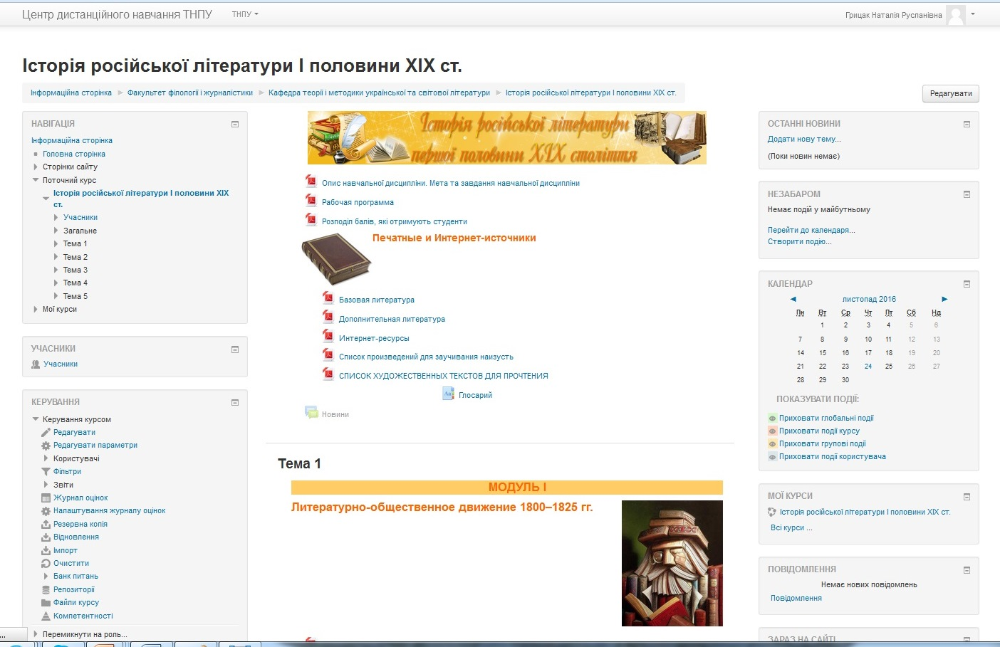 Центр дистанційного навчання ТНПУ
ТНПУ
Грицак Наталія Русланівна
Історія російської літератури І половини ХІХ ст.
Інформаційна сторінка
Факультет філології і журналістики
Кафедра теорії і методики української та світової літератури
Історія російської літератури І половини ХІХ ст.
Редагувати
НАВІГАЦІЯ
Інформаційна сторінка
Головна сторінка
Сторінки сайту
Поточний курс
Історія російської літератури І половини ХІХ
ст.
Учасники
Загальне
Тема 1
Тема 2
Тема 3
Тема 4
Тема 5
Мої курси
УЧАСНИКИ
Учасники
КЕРУВАННЯ
Керування курсом
Редагувати
Редагувати параметри
Користувачі
Фільтри
Звіти
Журнал оцінок
Налаштування журналу оцінок
Резервна копія
Відновлення
Імпорт
Очистити
Банк питань
Репозиторії
Файли курсу
Компетентності
Перемикнути на роль...
...
Історія російської літератури
першої половини ХІХ століття
Опис навчальної дисципліни. Мета та завдання навчальної дисципліни
Рабочая программа
Розподіл балів, які отримують студенти
Печатные и Интернет-источники
Базовая литература
Дополнительная литература
Интернет-ресурсы
Список произведений для заучивания наизусть
СПИСОК ХУДОЖЕСТВЕННЫХ ТЕКСТОВ ДЛЯ ПРОЧТЕНИЯ
Глосарий
Новини
Тема 1
МОДУЛЬ І
Литературно-общественное движение 1800–1825 гг.
ОСТАННІ НОВИНИ
Додати нову тему...
(Поки новин немає)
НЕЗАБАРОМ
Немає подій у майбутньому
Перейти до календаря...
Створити подію...
КАЛЕНДАР
◄ листопад 2016 ►
Пн Вт Ср Чт Пт Сб Нд
1 2 3 4 5 6
7 8 9 10 11 12 13
14 15 16 17 18 19 20
21 22 23 24 25 26 27
28 29 30
ПОКАЗУВАТИ ПОДІЇ:
Приховати глобальні події
Приховати події курсу
Приховати групові події
Приховати події користувача
МОЇ КУРСИ
Історія російської літератури І половини ХІХ ст.
Всі курси ...
ПОВІДОМЛЕННЯ
Немає нових повідомлень
Повідомлення
ЗАРАЗ НА САЙТІ